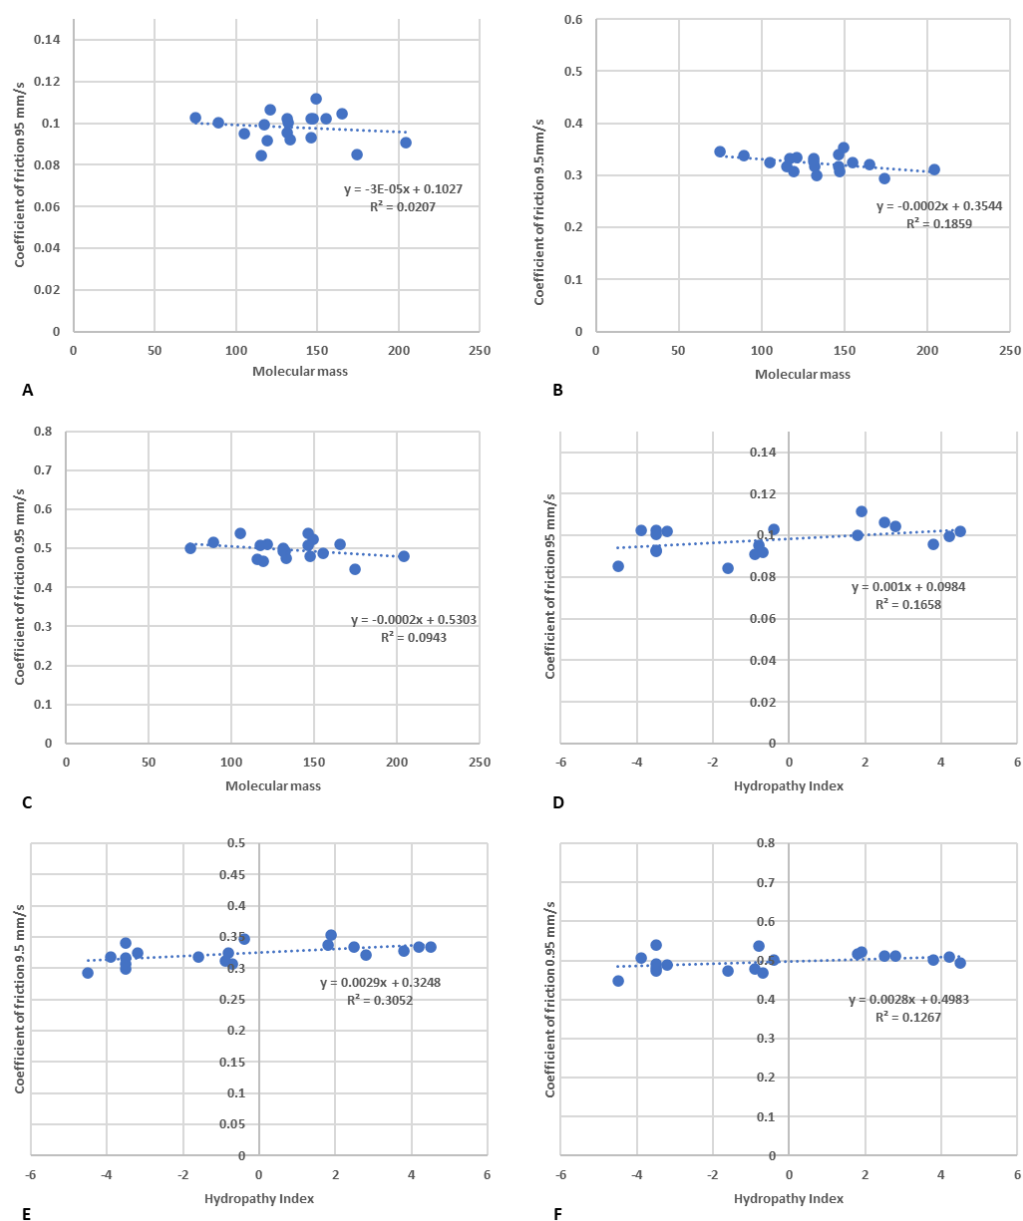 0.14
0.12
0.1
0.08
0.06
0.04
0.02
0
Coefficient of friction 95 mm/s
y = -3E-05x + 0.1027
R² = 0.0207
0 50 100 150 200 250
Molecular mass
A
0.6
0.5
0.4
0.3
0.2
0.1
0
Coefficient of friction 9.5mm/s
y = -0.0002x + 0.3544
R² = 0.1859
0 50 100 150 200 250
Molecular mass
B
0.8
0.7
0.6
0.5
0.4
0.3
0.2
0.1
0
Coefficient of friction 0.95 mm/s
y = -0.0002x + 0.5303
R² = 0.0943
0 50 100 150 200 250
Molecular mass
C
0.14
0.12
0.1
0.08
0.06
0.04
0.02
0
Coefficient of friction 95 mm/s
y = 0.001x + 0.0984
R² = 0.1658
-6 -4 -2 0 2 4 6
Hydropathy Index
D
0.5
0.45
0.4
0.35
0.3
0.25
0.2
0.15
0.1
0.05
0
Coefficient of friction 9.5 mm/s
y = 0.0029x + 0.3248
R² = 0.3052
-6 -4 -2 0 2 4 6
Hydropathy Index
E
0.8
0.7
0.6
0.5
0.4
0.3
0.2
0.1
0
Coefficient of friction 0.95 mm/s
y = 0.0028x + 0.4983
R² = 0.1267
-6 -4 -2 0 2 4 6
Hydropathy Index
F